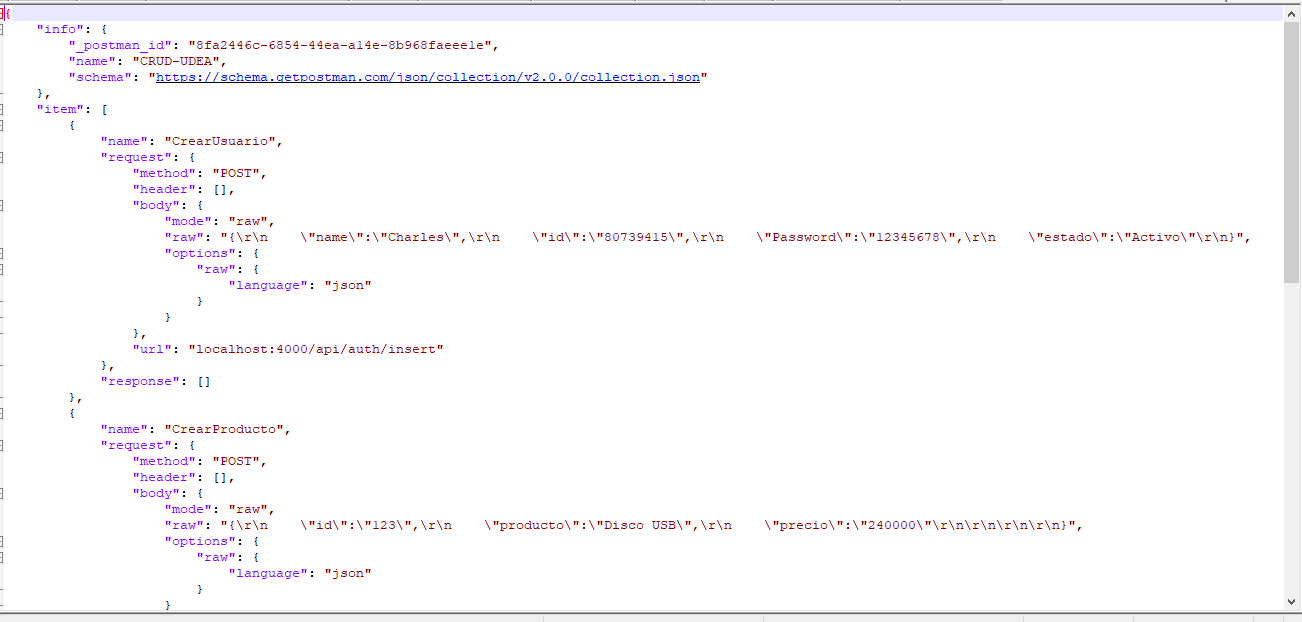 {
    "info": {
        "_postman_id": "8fa2446c-6854-44ea-a14e-8b968faeee1e",
        "name": "CRUD-UDEA",
        "schema": "https://schema.getpostman.com/json/collection/v2.0.0/collection.json"
    },
    "item": [
        {
            "name": "CrearUsuario",
            "request": {
                "method": "POST",
                "header": [],
                "body": {
                    "mode": "raw",
                    "raw": "{\r\n    \"name\":\"Charles\",\r\n    \"id\":\"80739415\",\r\n    \"Password\":\"12345678\",\r\n    \"estado\":\"Activo\"\r\n}",
                    "options": {
                        "raw": {
                            "language": "json"
                        }
                    }
                },
                "url": "localhost:4000/api/auth/insert"
            },
            "response": []
        },
        {
            "name": "CrearProducto",
            "request": {
                "method": "POST",
                "header": [],
                "body": {
                    "mode": "raw",
                    "raw": "{\r\n    \"id\":\"123\",\r\n    \"producto\":\"Disco USB\",\r\n    \"precio\":\"240000\"\r\n\r\n\r\n\r\n}",
                    "options": {
                        "raw": {
                            "language": "json"
                        }
                    }